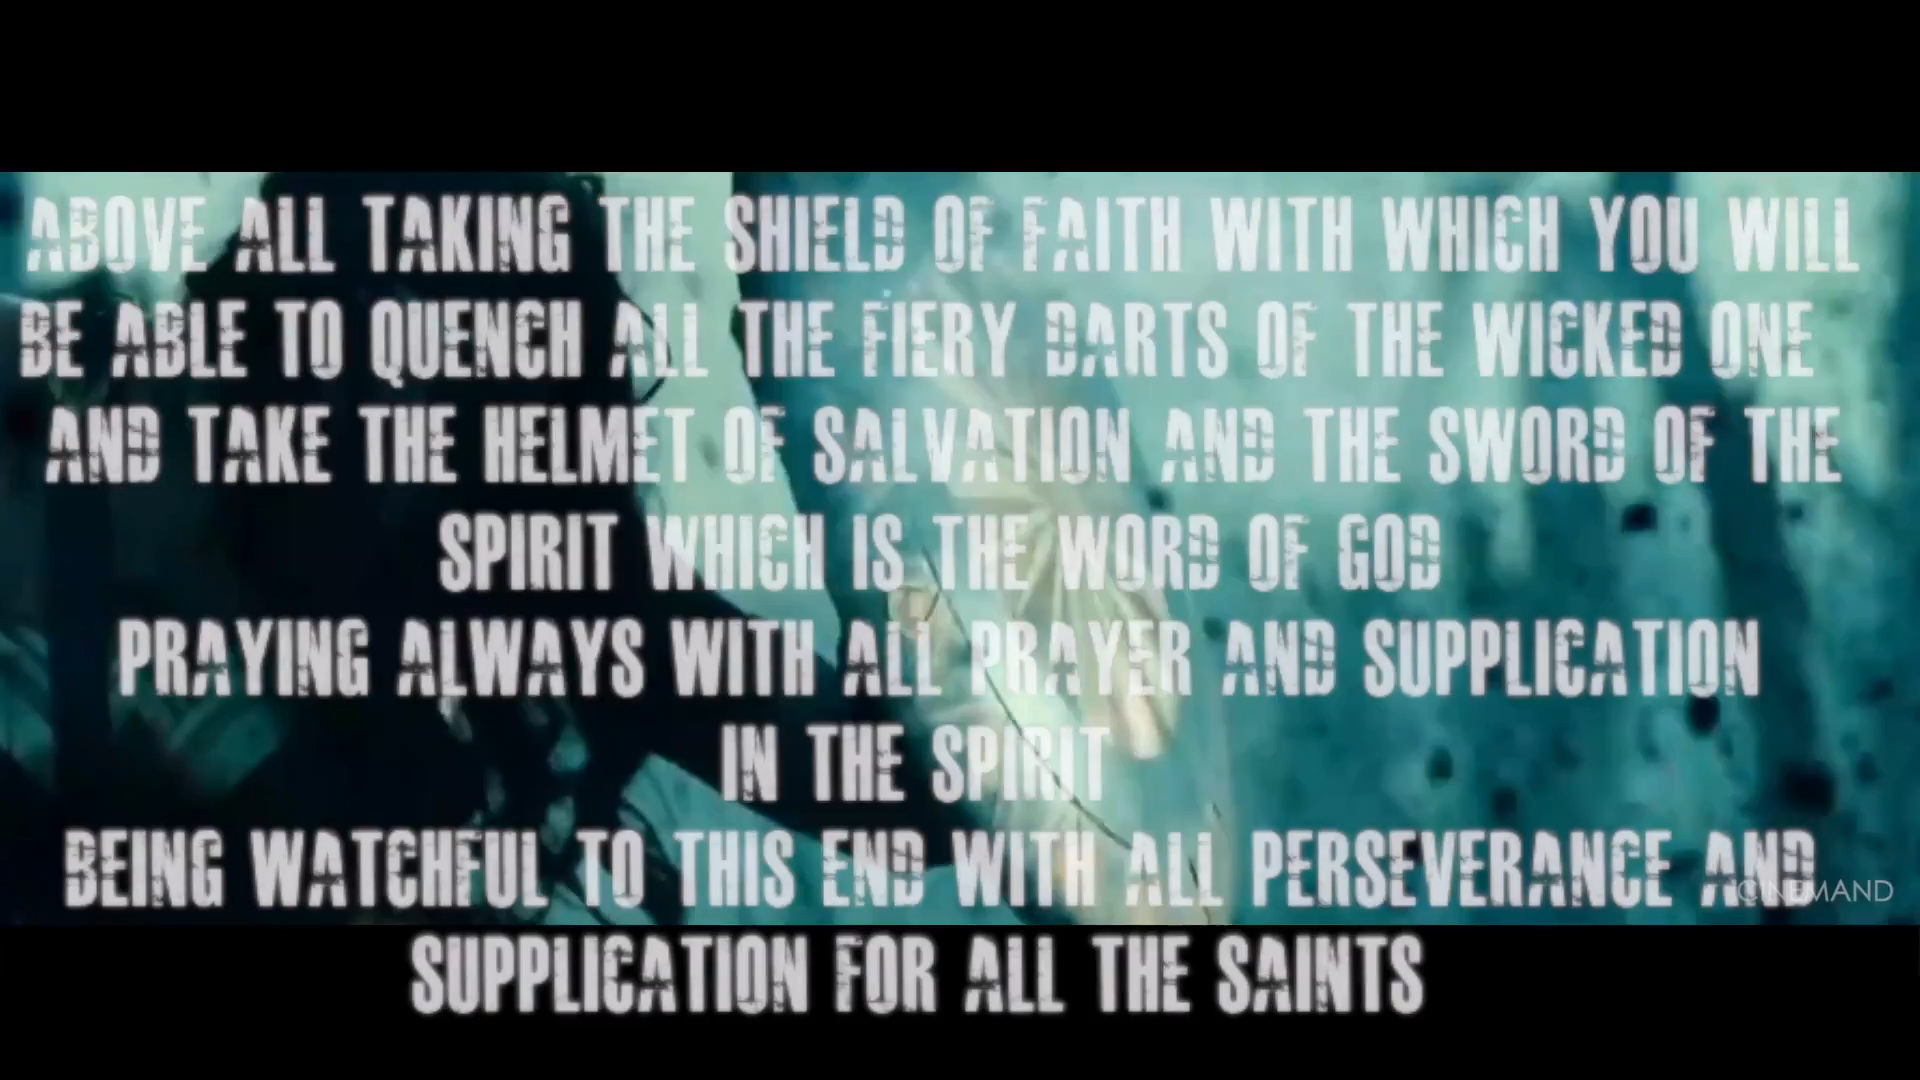 ABOVE ALL TAKING THE SHIELD OF FAITH WITH WHICH YOU WILL
BE ABLE TO QUENCH ALL THE FIERY DARTS OF THE WICKED ONE
AND TAKE THE HELMET OF SALVATION AND THE SWORD OF THE
SPIRIT WHICH IS THE WORD OF GOD
PRAYING ALWAYS WITH ALL PRAYER AND SUPPLICATION
IN THE SPIRIT
BEING WATCHFUL TO THIS END WITH ALL PERSEVERANCE AND
CINEMAND
SUPPLICATION FOR ALL THE SAINTS